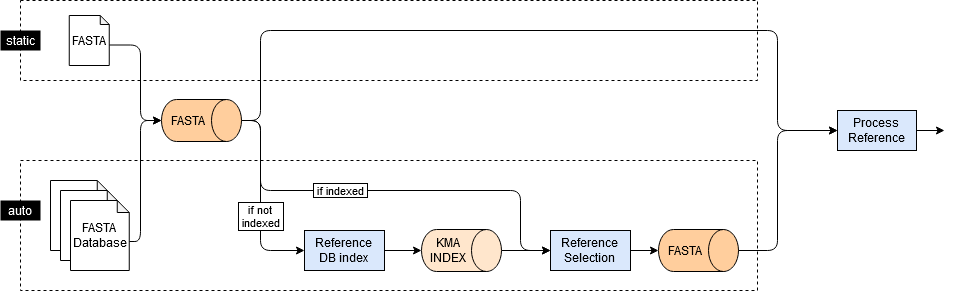 static
FASTA
FASTA
Process
Reference
auto
FASTA
Database
if indexed
if not
indexed
Reference
DB index
KMA
INDEX
Reference
Selection
FASTA